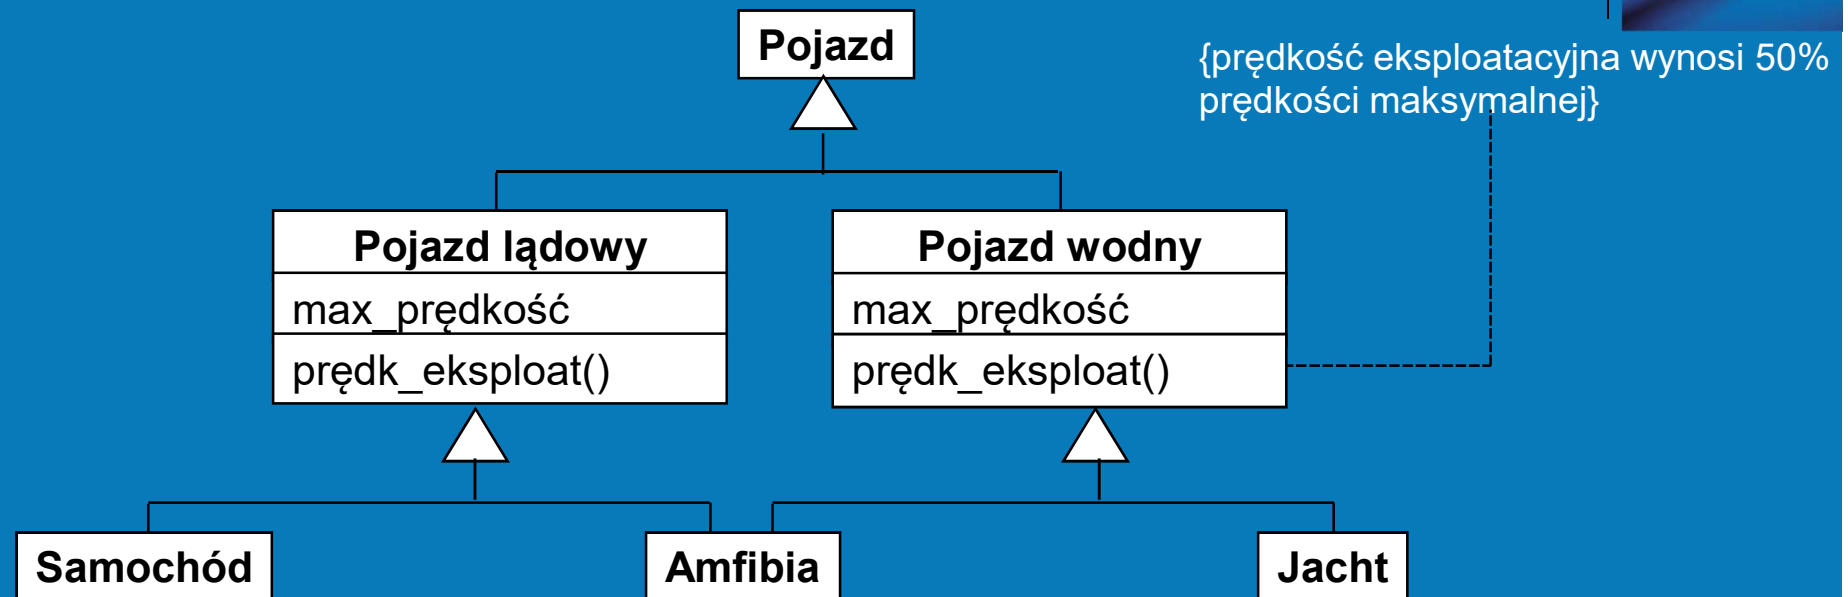 Pojazd
{prędkość eksploatacyjna wynosi 50%
prędkości maksymalnej}
Pojazd lądowy
max_prędkość
prędk_eksploat()
Pojazd wodny
max_prędkość
prędk_eksploat()
Samochód
Amfibia
Jacht